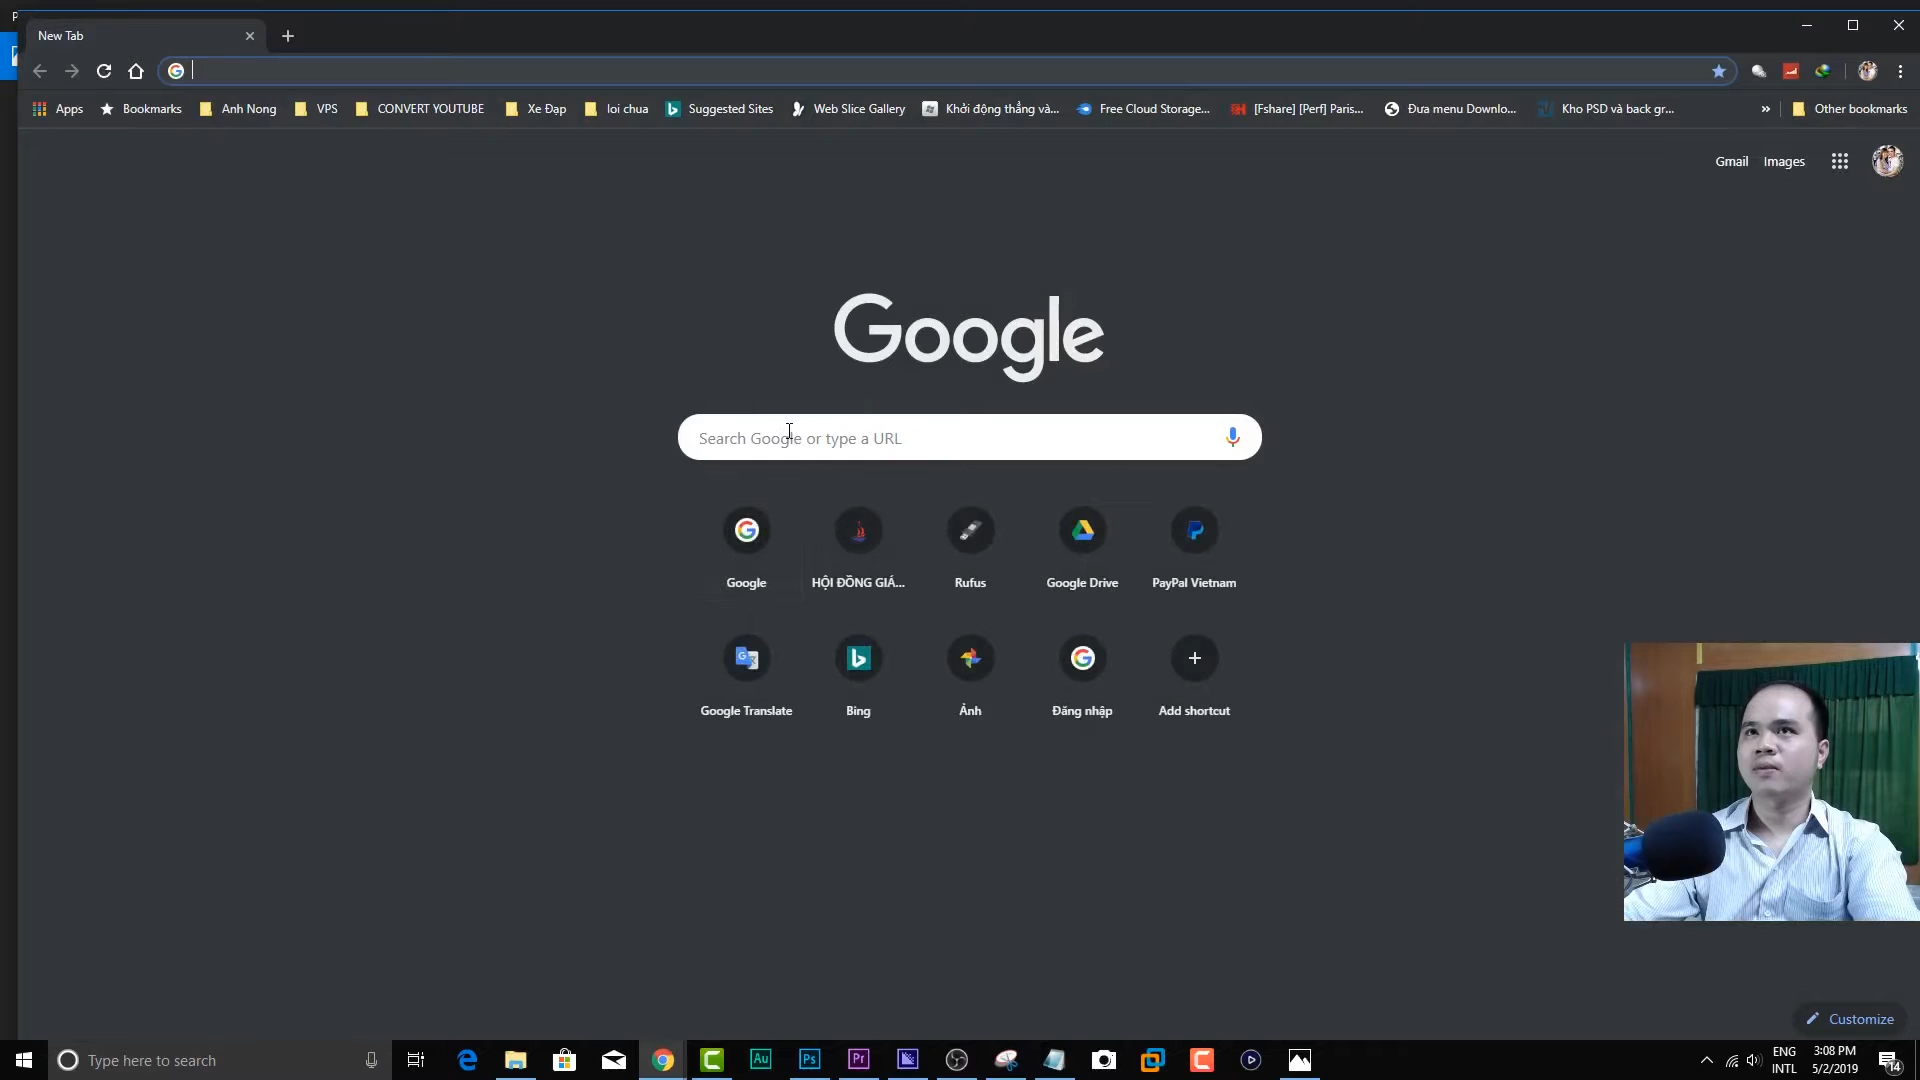 New Tab
Apps Bookmarks Anh Nong VPS CONVERT YOUTUBE Xe Đạp loi chua Suggested Sites Web Slice Gallery Khởi động thẳng và... Free Cloud Storage... [Fshare] [Perf] Paris... Đưa menu Downlo... Kho PSD và back gr... » Other bookmarks
Gmail Images
Google
Search Google or type a URL
Google HỘI ĐỒNG GIÁ... Rufus Google Drive PayPal Vietnam
Google Translate Bing Ảnh Đăng nhập Add shortcut
Customize
Type here to search
Au Ps Pr
ENG 3:08 PM
INTL 5/2/2019 14